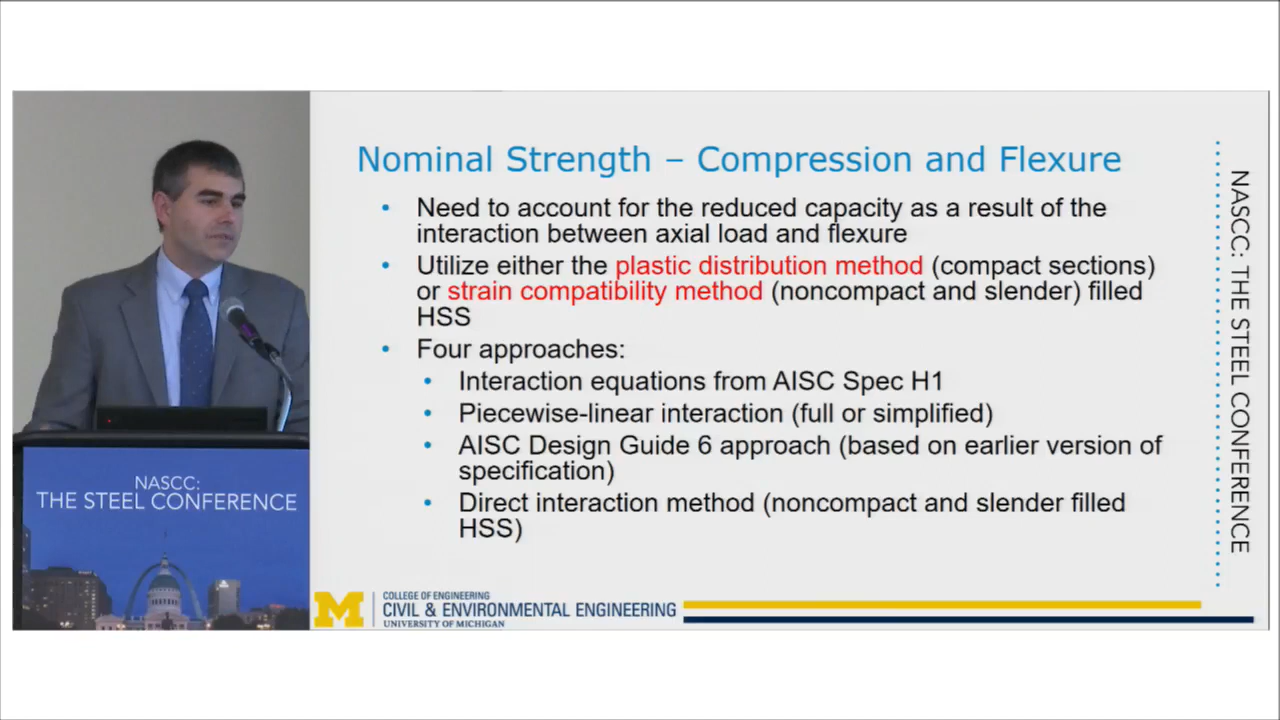 Nominal Strength – Compression and Flexure
• Need to account for the reduced capacity as a result of the
interaction between axial load and flexure
• Utilize either the plastic distribution method (compact sections)
or strain compatibility method (noncompact and slender) filled
HSS
• Four approaches:
• Interaction equations from AISC Spec H1
• Piecewise-linear interaction (full or simplified)
• AISC Design Guide 6 approach (based on earlier version of
specification)
• Direct interaction method (noncompact and slender filled
HSS)
NASCC: THE STEEL CONFERENCE
NASCC:
THE STEEL CONFERENCE
M
COLLEGE OF ENGINEERING
CIVIL & ENVIRONMENTAL ENGINEERING
UNIVERSITY OF MICHIGAN